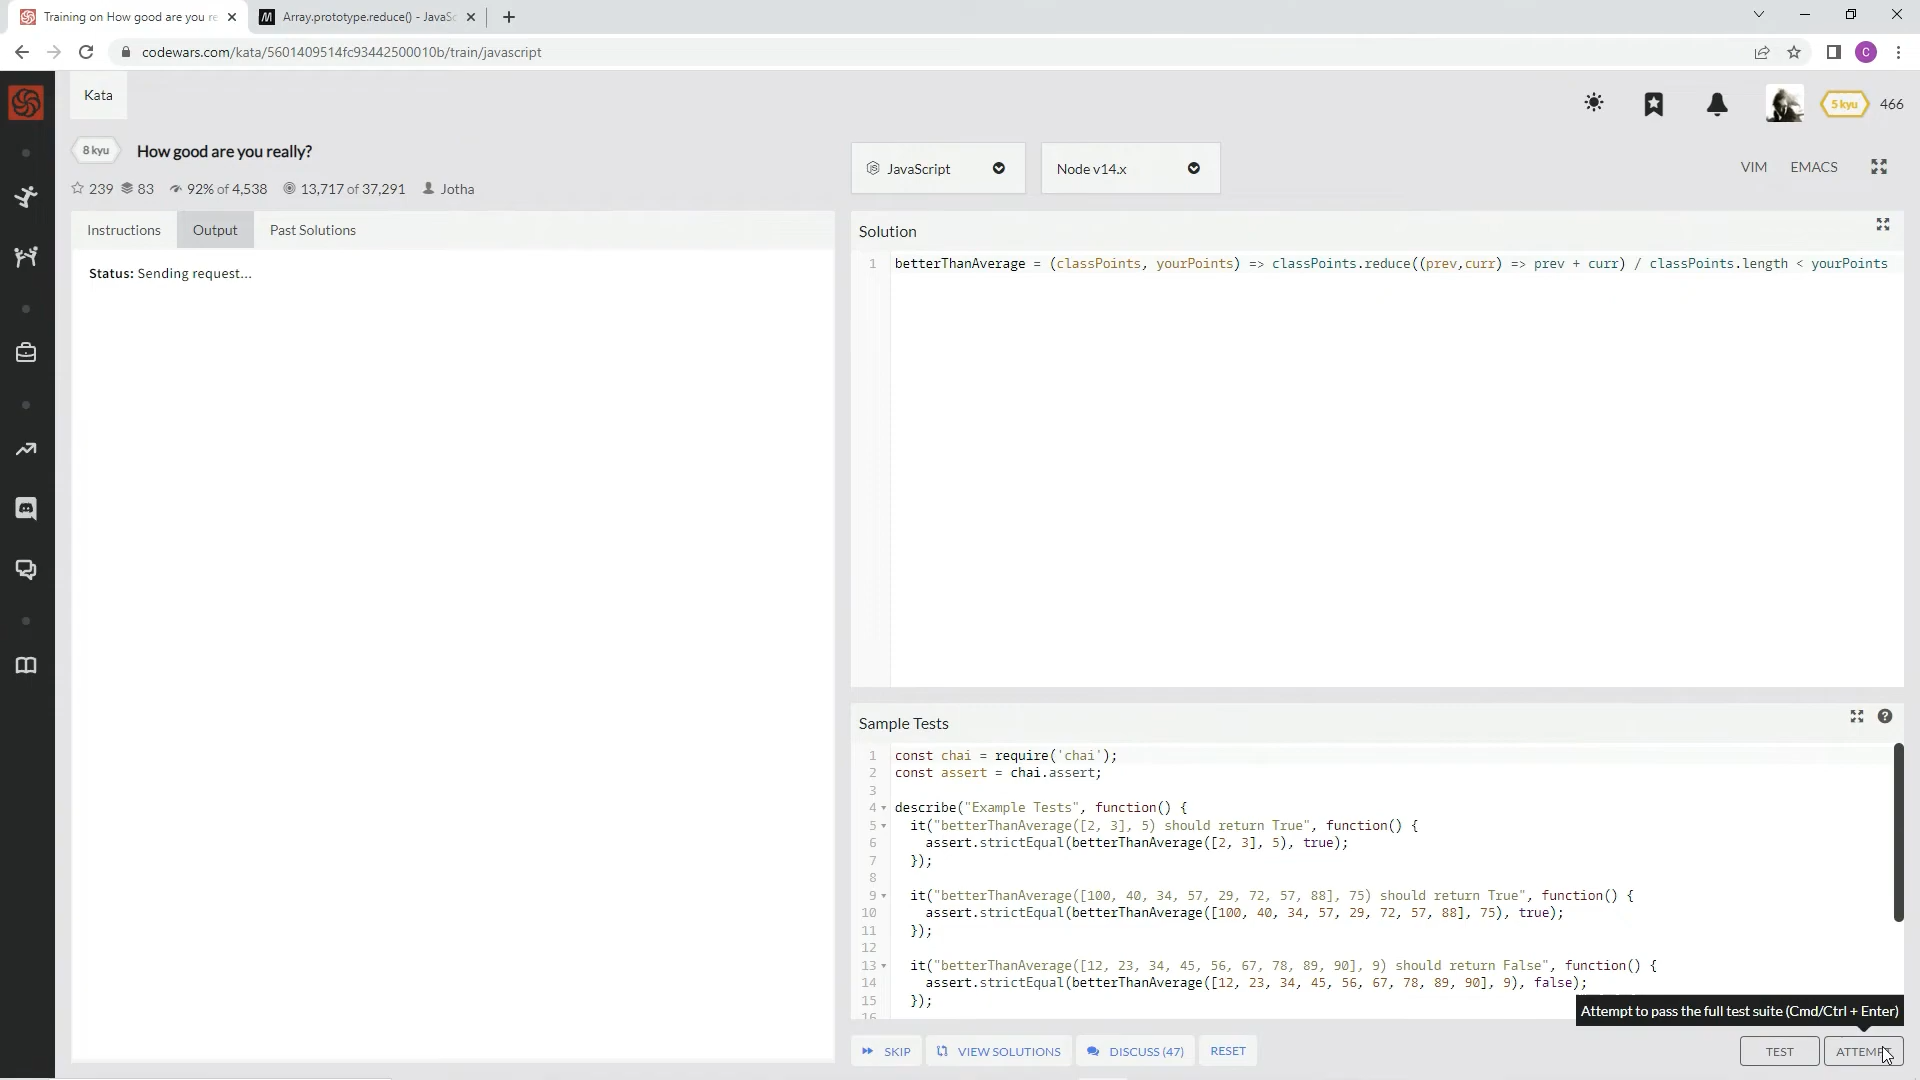 Training on How good are you re
Array.prototype.reduce() - JavaSc
codewars.com/kata/5601409514fc93442500010b/train/javascript
C
Kata
5 kyu
466
8 kyu
How good are you really?
239
83
92% of 4,538
13,717 of 37,291
Jotha
JavaScript
Node v14.x
VIM
EMACS
Instructions
Output
Past Solutions
Status: Sending request...
Solution
1 betterThanAverage = (classPoints, yourPoints) => classPoints.reduce((prev,curr) => prev + curr) / classPoints.length < yourPoints
Sample Tests
1 const chai = require('chai');
2 const assert = chai.assert;
3
4 describe("Example Tests", function() {
5 it("betterThanAverage([2, 3], 5) should return True", function() {
6 assert.strictEqual(betterThanAverage([2, 3], 5), true);
7 });
8
9 it("betterThanAverage([100, 40, 34, 57, 29, 72, 57, 88], 75) should return True", function() {
10 assert.strictEqual(betterThanAverage([100, 40, 34, 57, 29, 72, 57, 88], 75), true);
11 });
12
13 it("betterThanAverage([12, 23, 34, 45, 56, 67, 78, 89, 90], 9) should return False", function() {
14 assert.strictEqual(betterThanAverage([12, 23, 34, 45, 56, 67, 78, 89, 90], 9), false);
15 });
16
Attempt to pass the full test suite (Cmd/Ctrl + Enter)
SKIP
VIEW SOLUTIONS
DISCUSS (47)
RESET
TEST
ATTEMPT